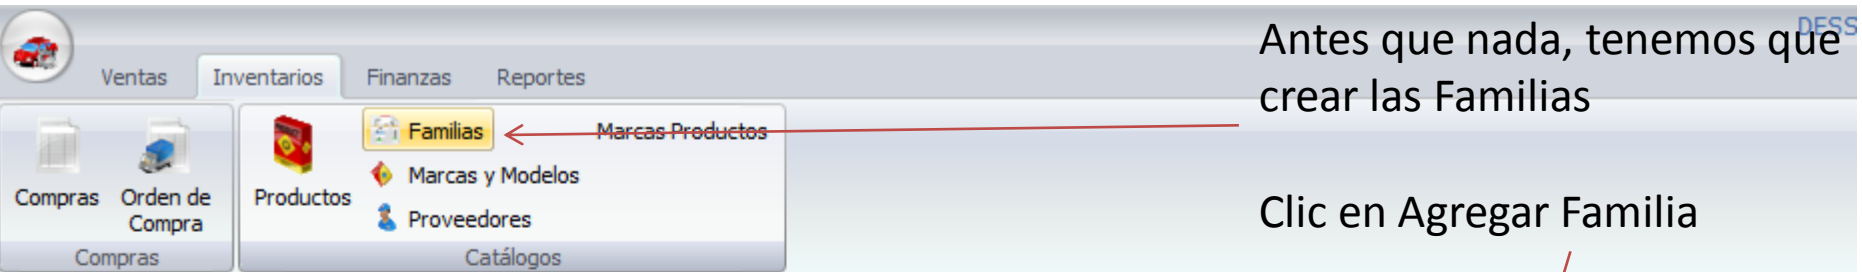 DESS
Antes que nada, tenemos que
crear las Familias
Ventas Inventarios Finanzas Reportes
Familias Marcas Productos
Marcas y Modelos
Proveedores
Compras Orden de Compra Productos
Compras Catálogos
Clic en Agregar Familia